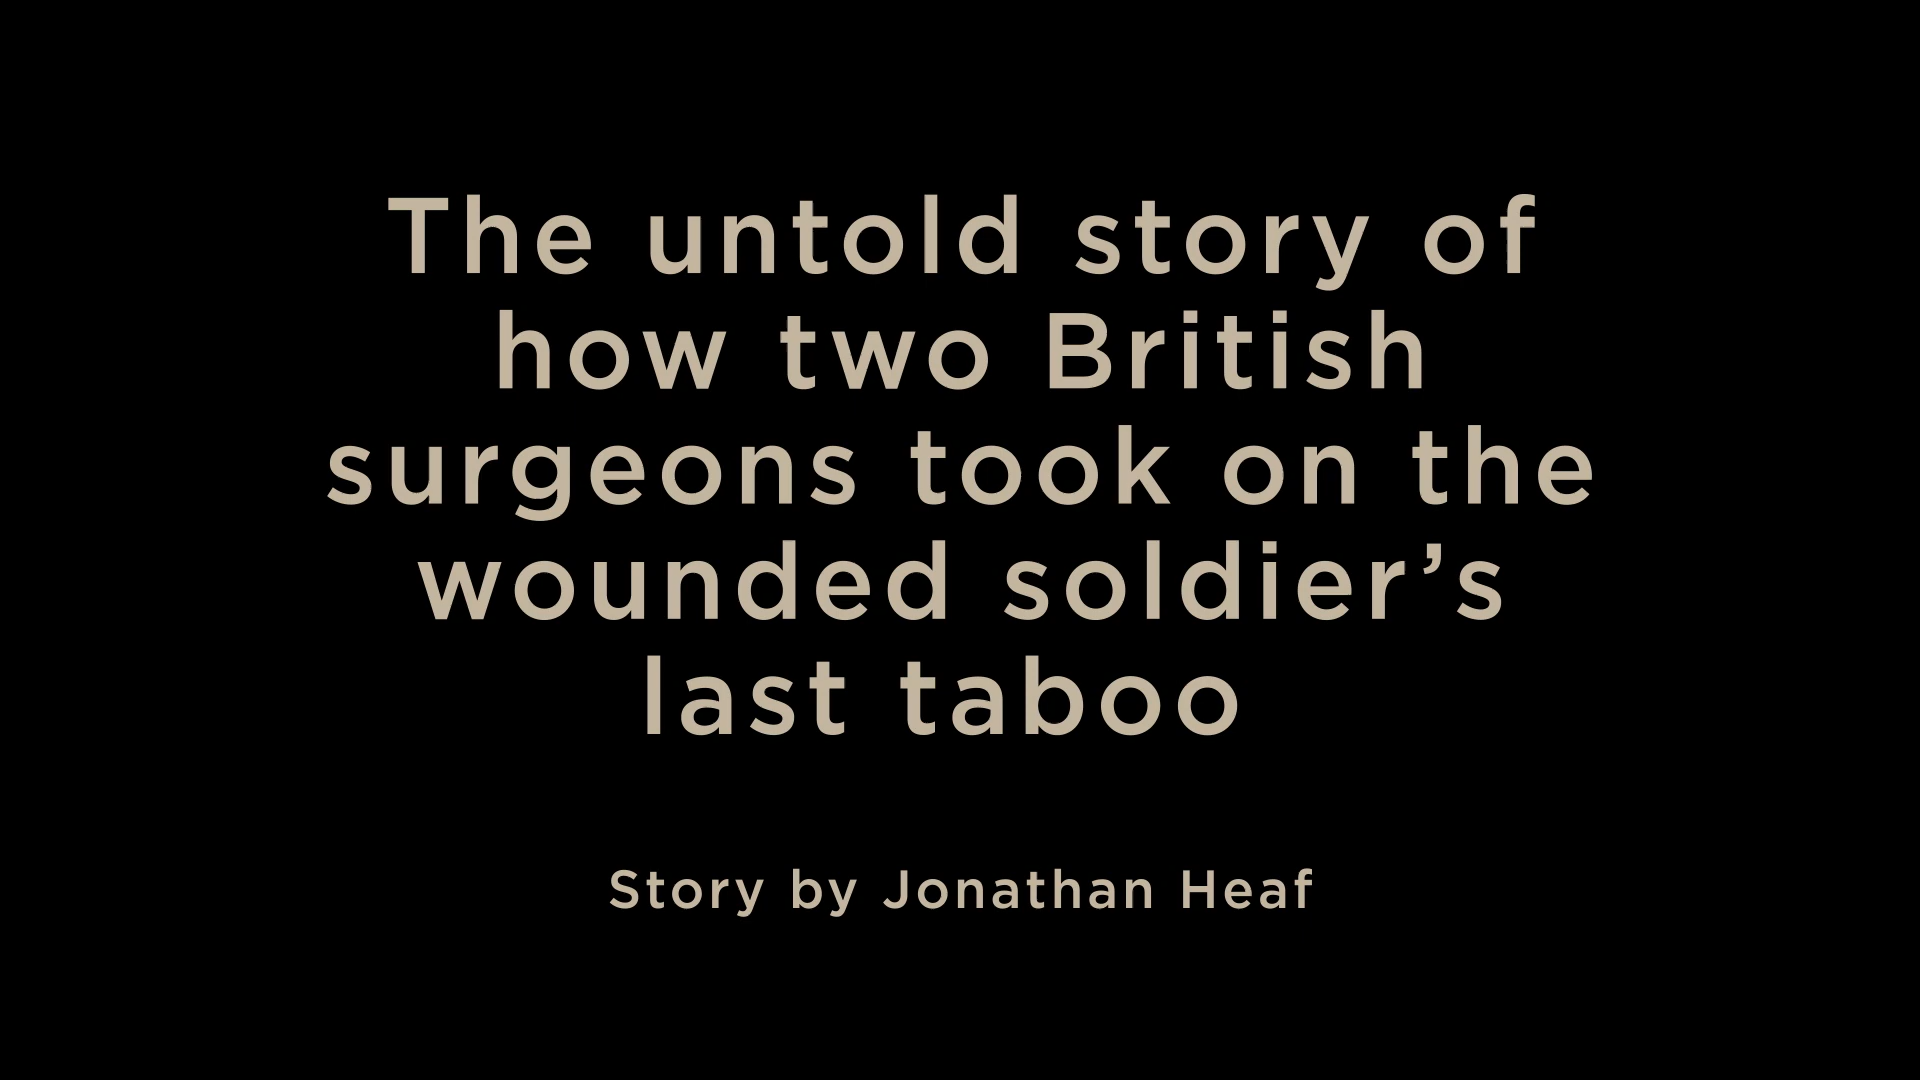 The untold story of
how two British
surgeons took on the
wounded soldier’s
last taboo
Story by Jonathan Heaf